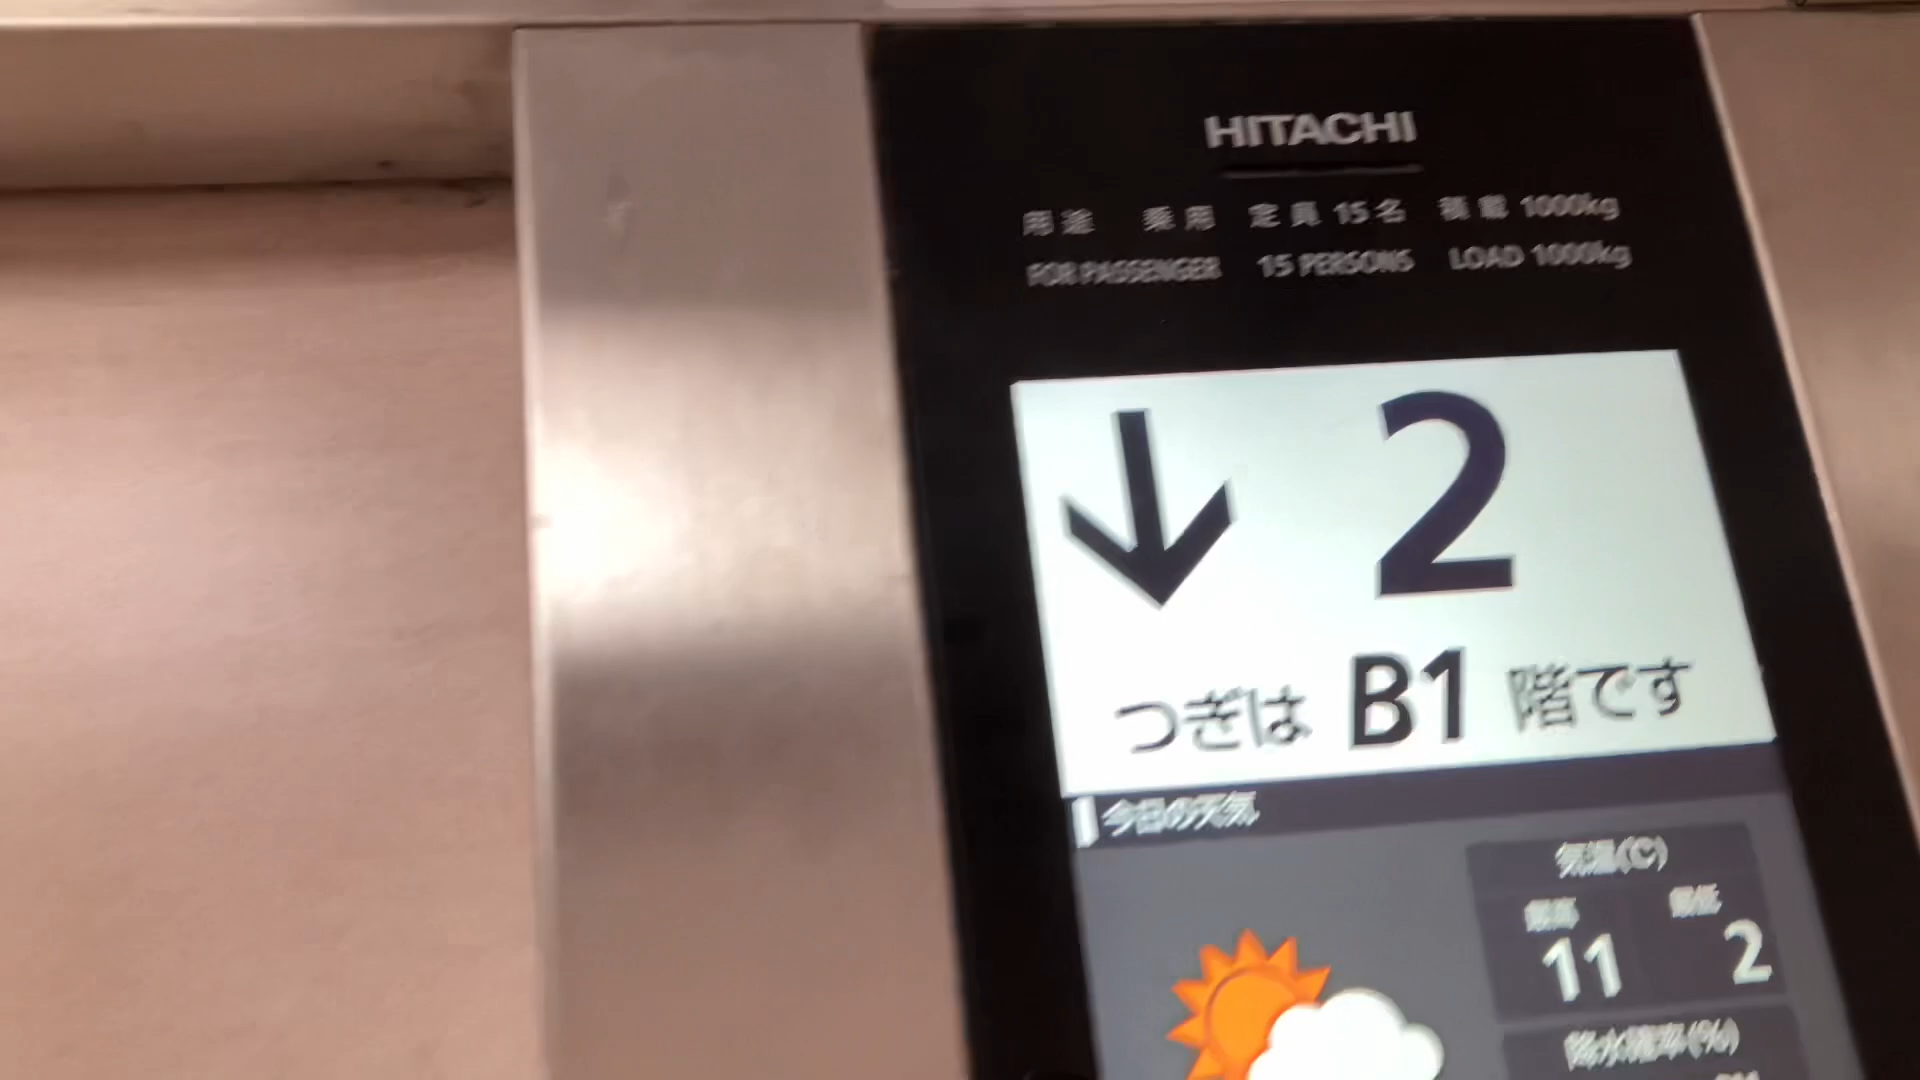 HITACHI
用途 乗用 定員 15名 積載 1000kg
FOR PASSENGER 15 PERSONS LOAD 1000kg
↓ 2
つぎは B1 階です
今日の天気
気温(℃)
最高 最低
11 2
降水確率(%)